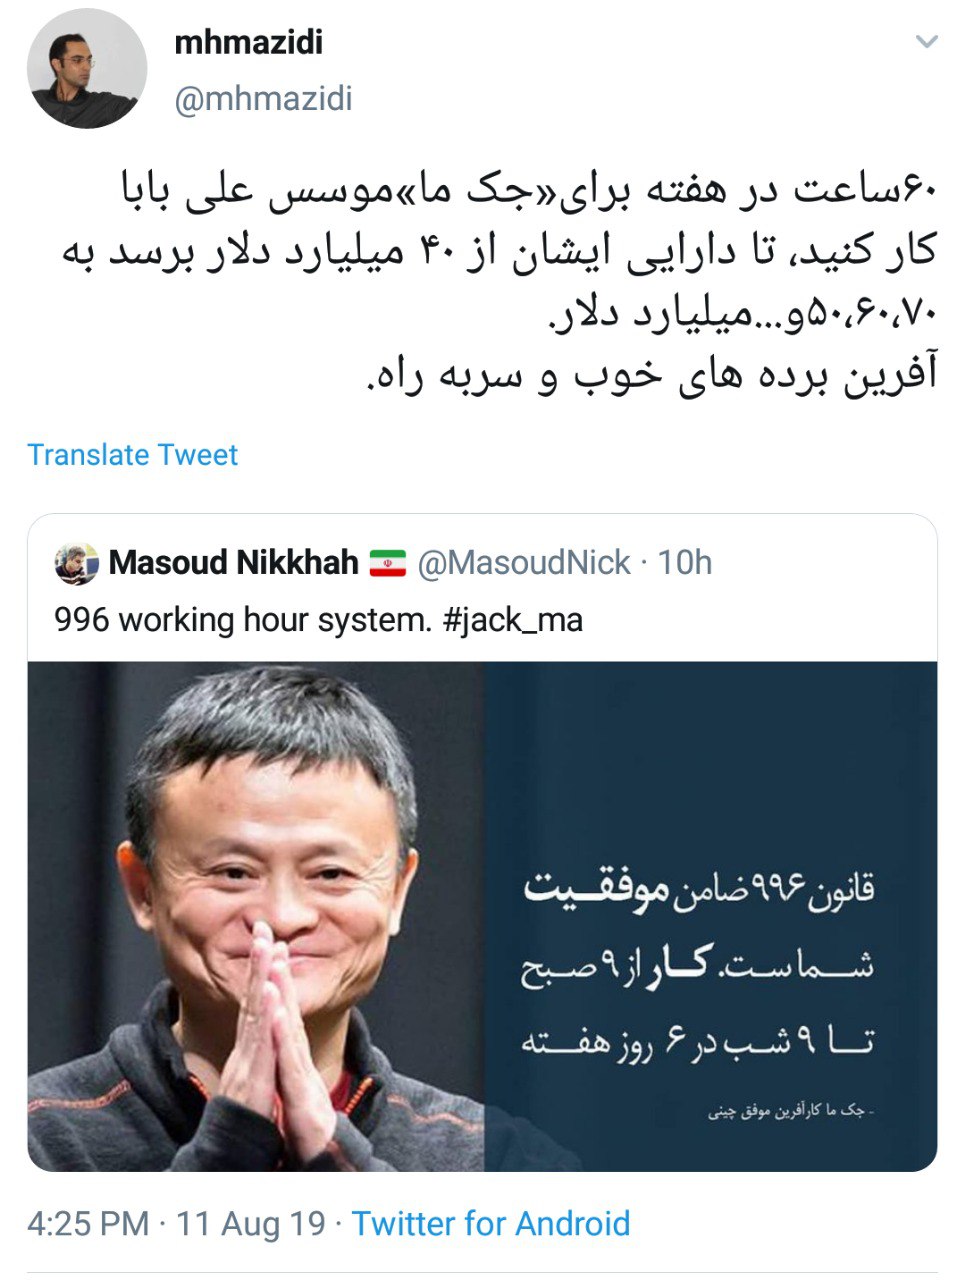 mhmazidi
@mhmazidi
۶۰ساعت در هفته برای«جک ما»موسس علی بابا
کار کنید، تا دارایی ایشان از ۴۰ میلیارد دلار برسد به
۵۰،۶۰،۷۰و...میلیارد دلار.
آفرین برده های خوب و سربه راه.
Translate Tweet
Masoud Nikkhah 🇮🇷 @MasoudNick · 10h
996 working hour system. #jack_ma
قانون ۹۹۶ ضامن موفقیت
شماست. کار از ۹ صبح
تا ۹ شب در ۶ روز هفته
- جک ما کارآفرین موفق چینی
4:25 PM · 11 Aug 19 · Twitter for Android